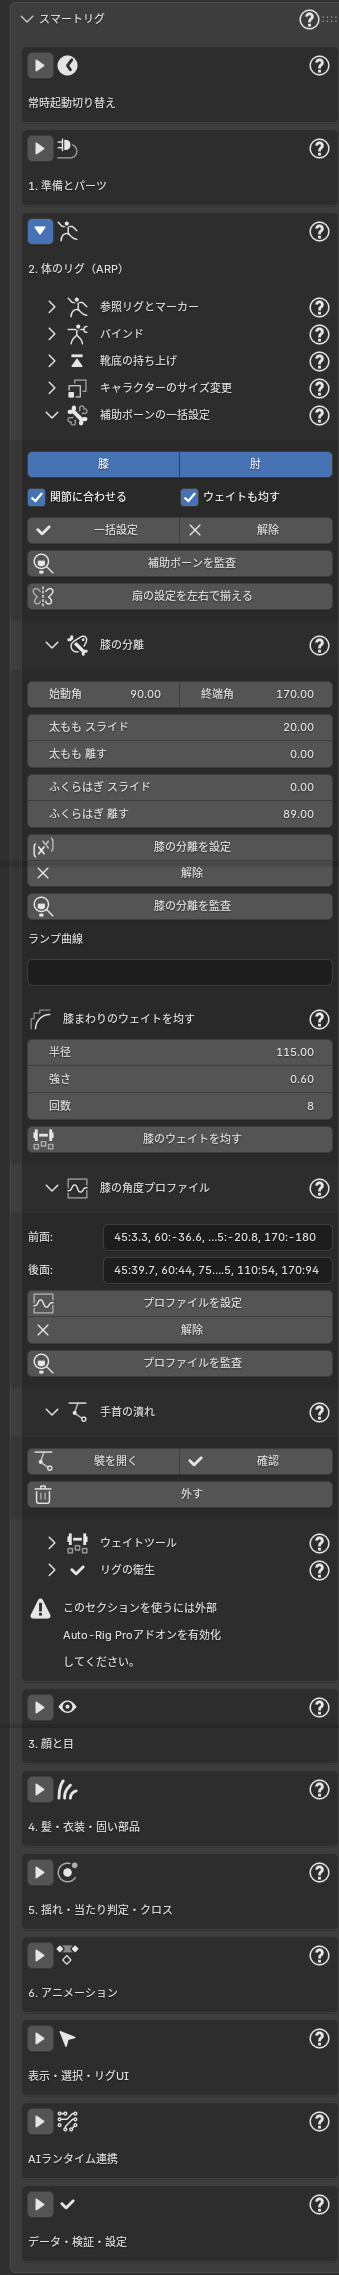 スマートリグ
常時起動切り替え
1. 準備とパーツ
2. 体のリグ（ARP）
参照リグとマーカー
バインド
靴底の持ち上げ
キャラクターのサイズ変更
補助ボーンの一括設定
膝 肘
関節に合わせる ウェイトも均す
一括設定 解除
補助ボーンを監査
扇の設定を左右で揃える
膝の分離
始動角 90.00 終端角 170.00
太もも スライド 20.00
太もも 離す 0.00
ふくらはぎ スライド 0.00
ふくらはぎ 離す 89.00
膝の分離を設定
解除
膝の分離を監査
ランプ曲線
膝まわりのウェイトを均す
半径 115.00
強さ 0.60
回数 8
膝のウェイトを均す
膝の角度プロファイル
前面: 45:3.3, 60:-36.6, ...5:-20.8, 170:-180
後面: 45:39.7, 60:44, 75....5, 110:54, 170:94
プロファイルを設定
解除
プロファイルを監査
手首の潰れ
襞を開く 確認
外す
ウェイトツール
リグの衛生
このセクションを使うには外部
Auto-Rig Proアドオンを有効化
してください。
3. 顔と目
4. 髪・衣装・固い部品
5. 揺れ・当たり判定・クロス
6. アニメーション
表示・選択・リグUI
AIランタイム連携
データ・検証・設定